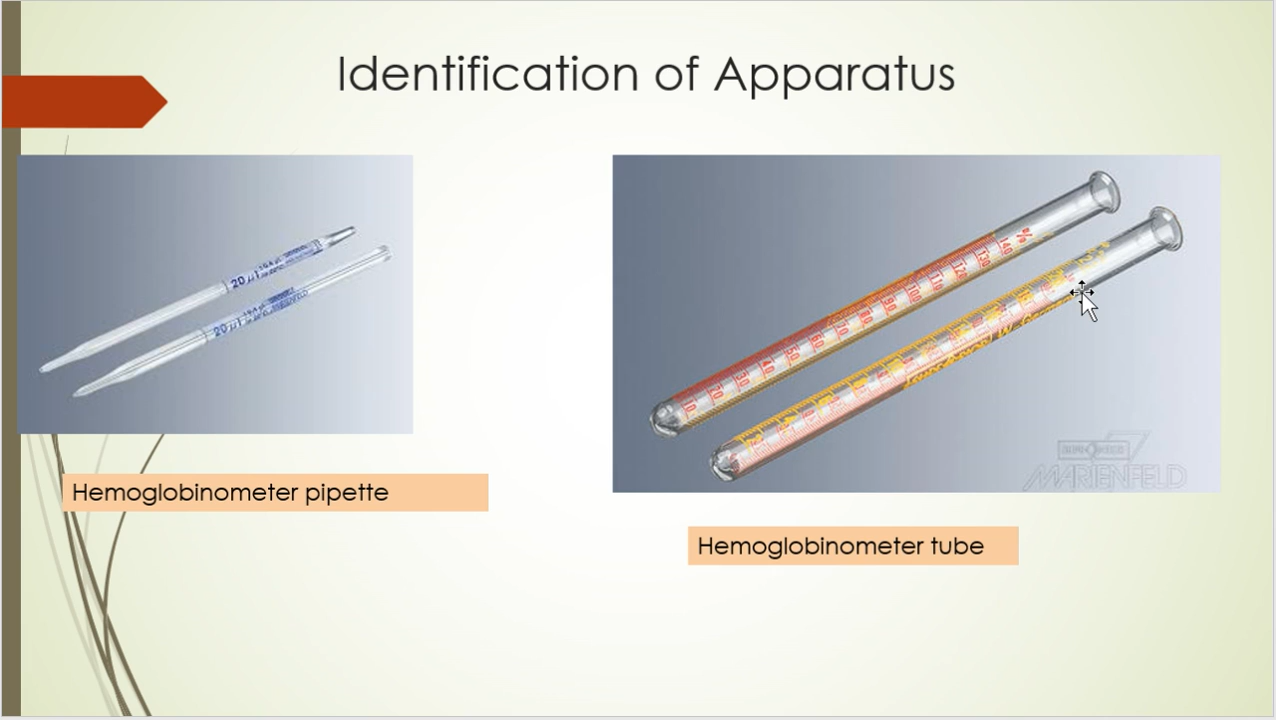 Identification of Apparatus
20 µl
20 µl
%
140
130
120
110
100
90
80
70
60
50
40
30
20
10
MARIENFELD
Hemoglobinometer pipette
Hemoglobinometer tube